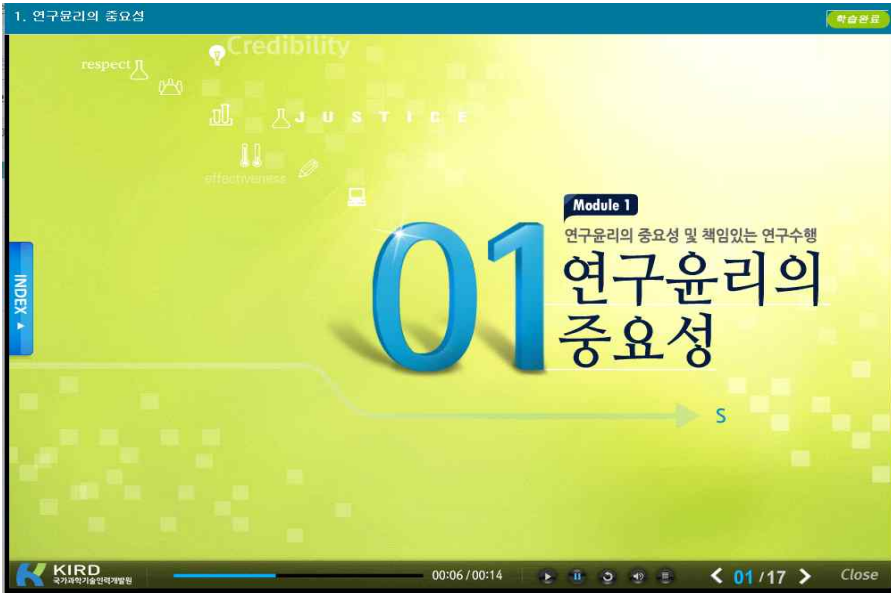 1. 연구윤리의 중요성
학습완료
Credibility
respect
JUSTICE
effectiveness
Module 1
연구윤리의 중요성 및 책임있는 연구수행
01
연구윤리의
중요성
INDEX ▲
S
KIRD
국가과학기술인력개발원
00:06 / 00:14
01 / 17
Close